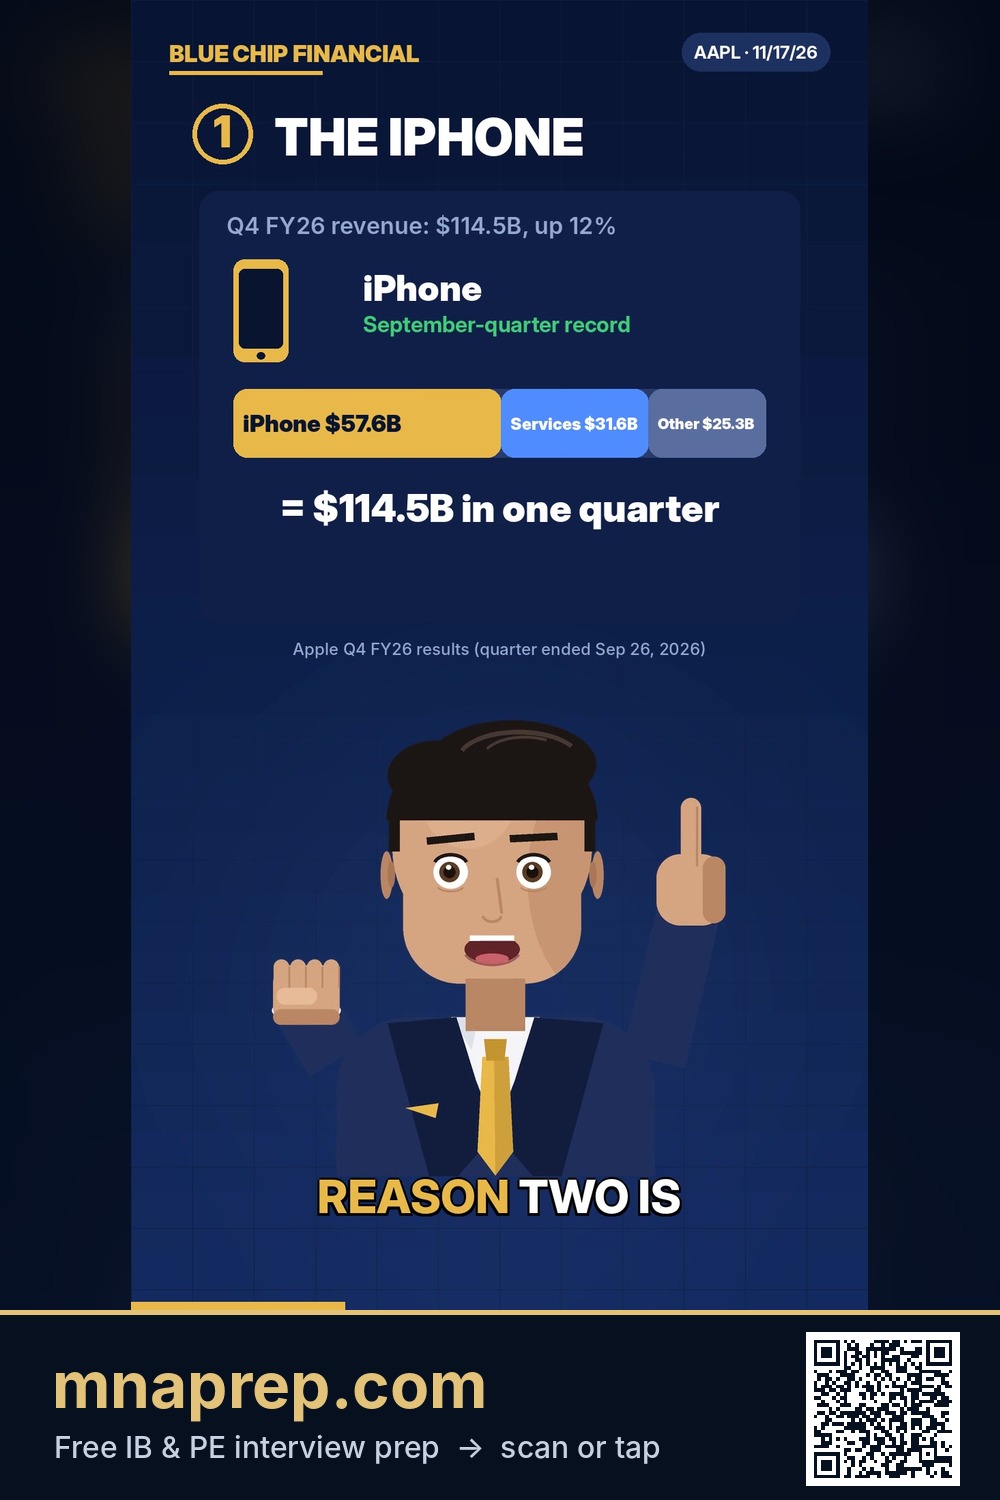 BLUE CHIP FINANCIAL
AAPL · 11/17/26
1 THE IPHONE
Q4 FY26 revenue: $114.5B, up 12%
iPhone
September-quarter record
iPhone $57.6B Services $31.6B Other $25.3B
= $114.5B in one quarter
Apple Q4 FY26 results (quarter ended Sep 26, 2026)
REASON TWO IS
mnaprep.com
Free IB & PE interview prep → scan or tap